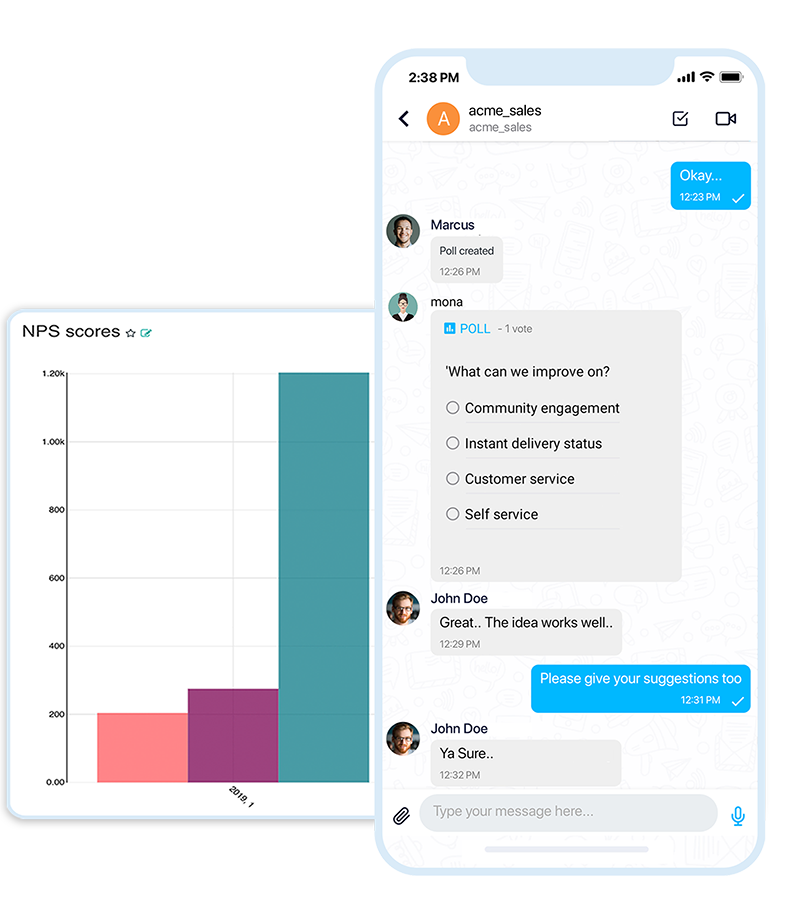 NPS scores
1.20k
1.00k
800
600
400
200
0.00
2019, 1
2:38 PM
A
acme_sales
acme_sales
Okay...
12:23 PM
Marcus
Poll created
12:26 PM
mona
POLL - 1 vote
'What can we improve on?
Community engagement
Instant delivery status
Customer service
Self service
12:26 PM
John Doe
Great.. The idea works well..
12:29 PM
Please give your suggestions too
12:31 PM
John Doe
Ya Sure..
12:32 PM
Type your message here...